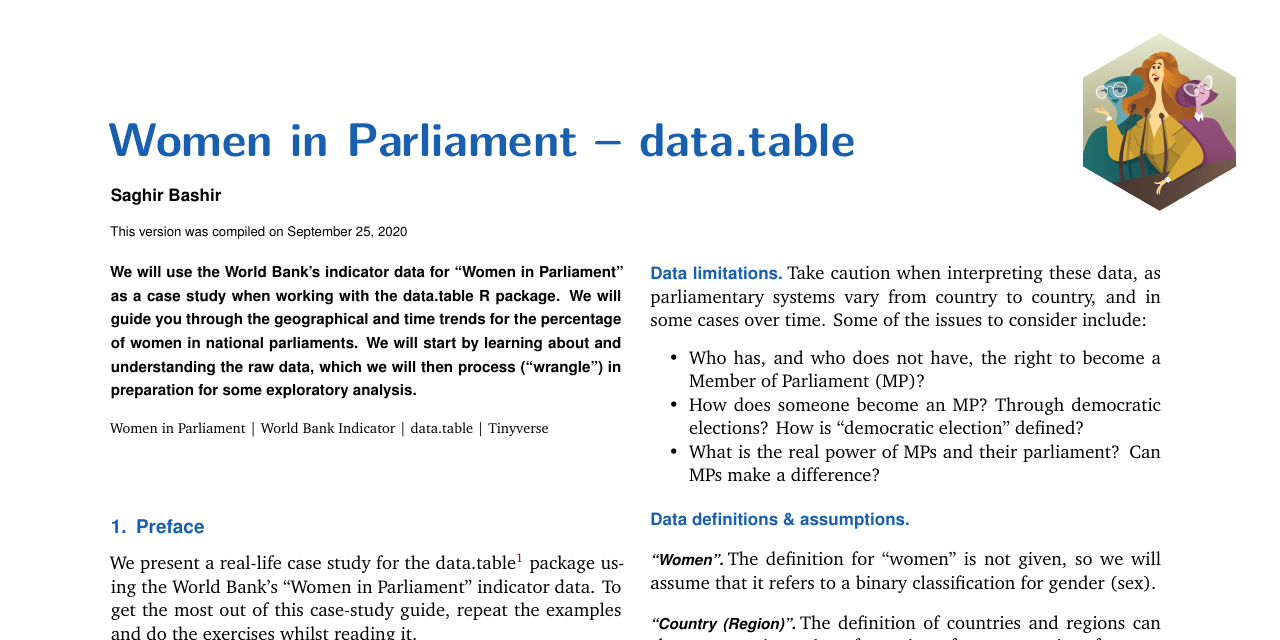 Women in Parliament – data.table
Saghir Bashir
This version was compiled on September 25, 2020
We will use the World Bank’s indicator data for “Women in Parliament”
as a case study when working with the data.table R package. We will
guide you through the geographical and time trends for the percentage
of women in national parliaments. We will start by learning about and
understanding the raw data, which we will then process (“wrangle”) in
preparation for some exploratory analysis.
Women in Parliament | World Bank Indicator | data.table | Tinyverse
1. Preface
We present a real-life case study for the data.table1 package us-
ing the World Bank’s “Women in Parliament” indicator data. To
get the most out of this case-study guide, repeat the examples
and do the exercises whilst reading it.
Data limitations. Take caution when interpreting these data, as
parliamentary systems vary from country to country, and in
some cases over time. Some of the issues to consider include:
• Who has, and who does not have, the right to become a
Member of Parliament (MP)?
• How does someone become an MP? Through democratic
elections? How is “democratic election” defined?
• What is the real power of MPs and their parliament? Can
MPs make a difference?
Data definitions & assumptions.
“Women”. The definition for “women” is not given, so we will
assume that it refers to a binary classification for gender (sex).
“Country (Region)”. The definition of countries and regions can